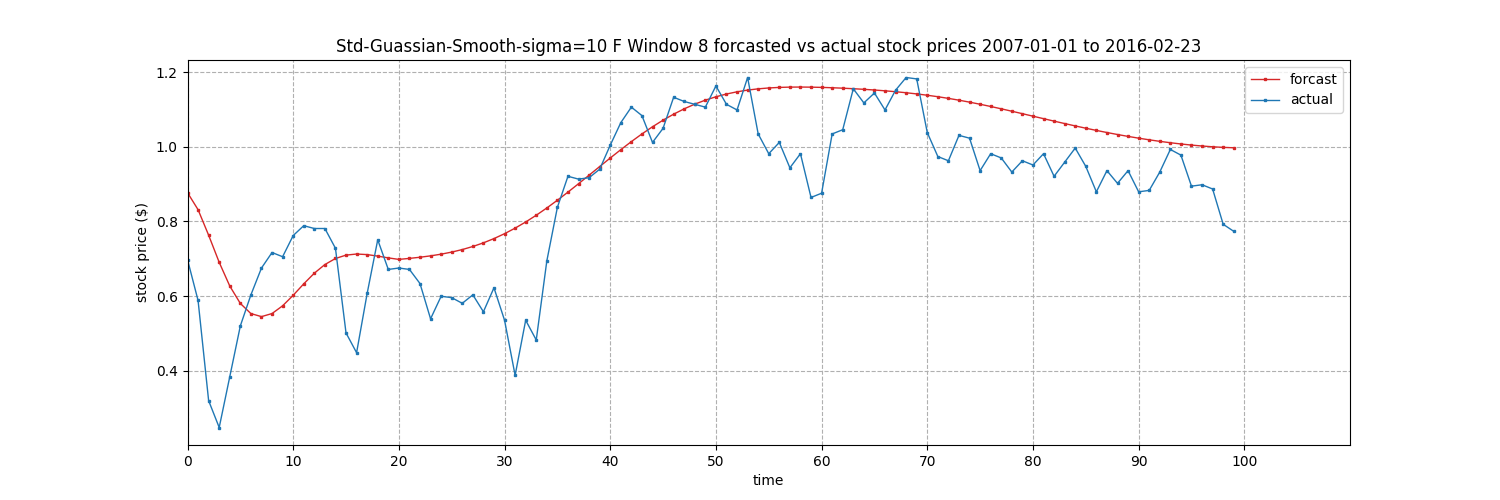 Std-Guassian-Smooth-sigma=10 F Window 8 forcasted vs actual stock prices 2007-01-01 to 2016-02-23
forcast
actual
stock price ($)
1.2
1.0
0.8
0.6
0.4
0 10 20 30 40 50 60 70 80 90 100
time